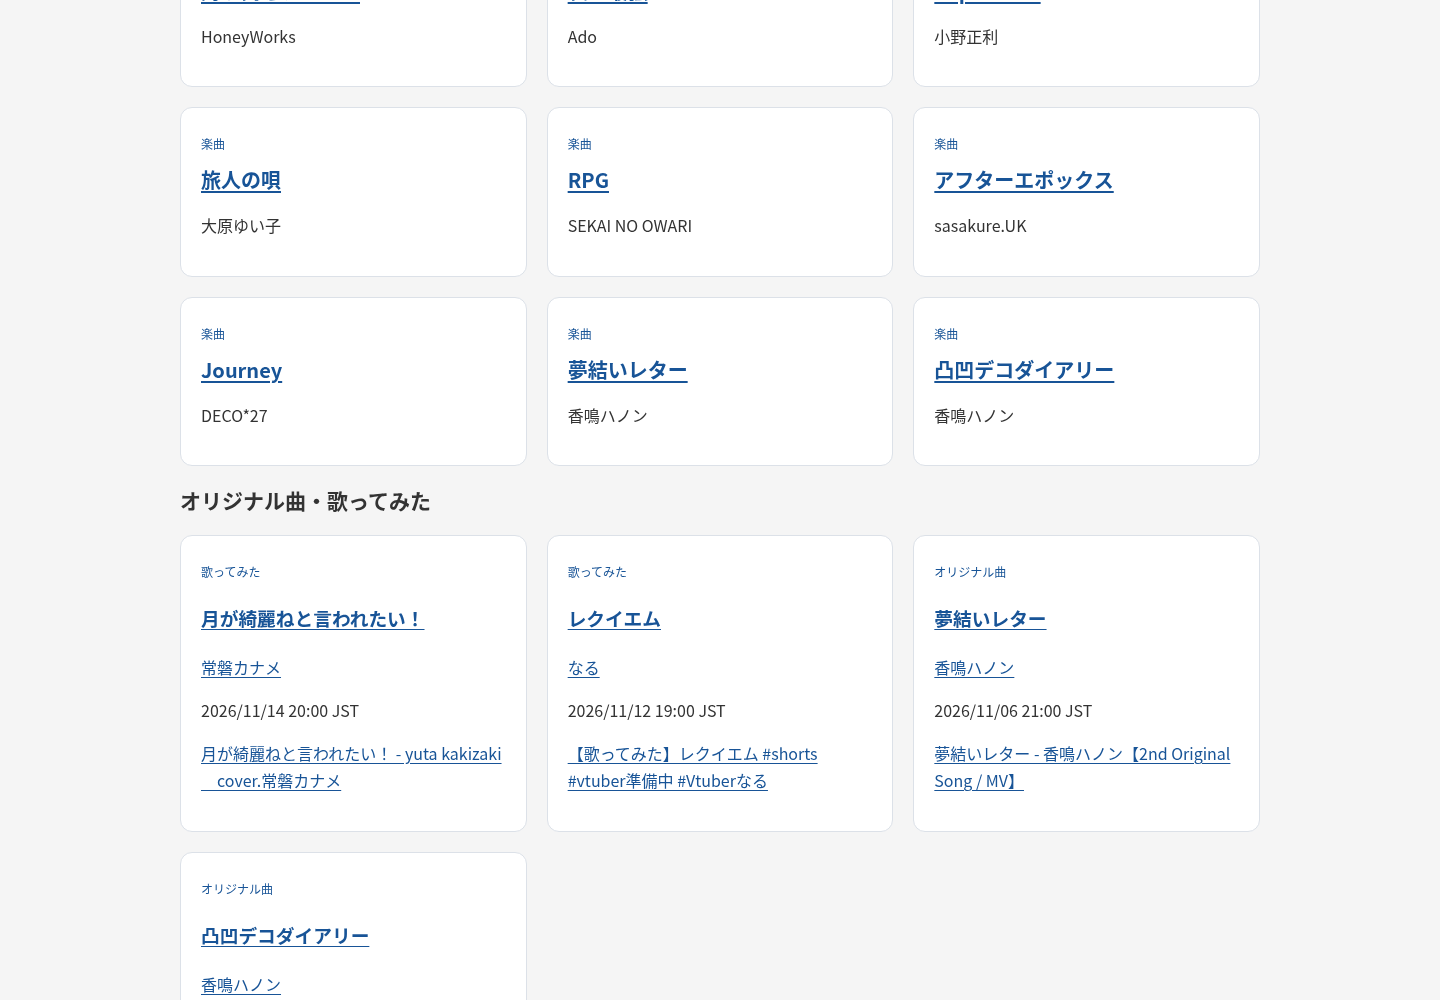 HoneyWorks
Ado
小野正利
楽曲
旅人の唄
大原ゆい子
楽曲
RPG
SEKAI NO OWARI
楽曲
アフターエポックス
sasakure.UK
楽曲
Journey
DECO*27
楽曲
夢結いレター
香鳴ハノン
楽曲
凸凹デコダイアリー
香鳴ハノン
オリジナル曲・歌ってみた
歌ってみた
月が綺麗ねと言われたい！
常磐カナメ
2026/11/14 20:00 JST
月が綺麗ねと言われたい！ - yuta kakizaki
　cover.常磐カナメ
歌ってみた
レクイエム
なる
2026/11/12 19:00 JST
【歌ってみた】レクイエム #shorts
#vtuber準備中 #Vtuberなる
オリジナル曲
夢結いレター
香鳴ハノン
2026/11/06 21:00 JST
夢結いレター - 香鳴ハノン【2nd Original
Song / MV】
オリジナル曲
凸凹デコダイアリー
香鳴ハノン